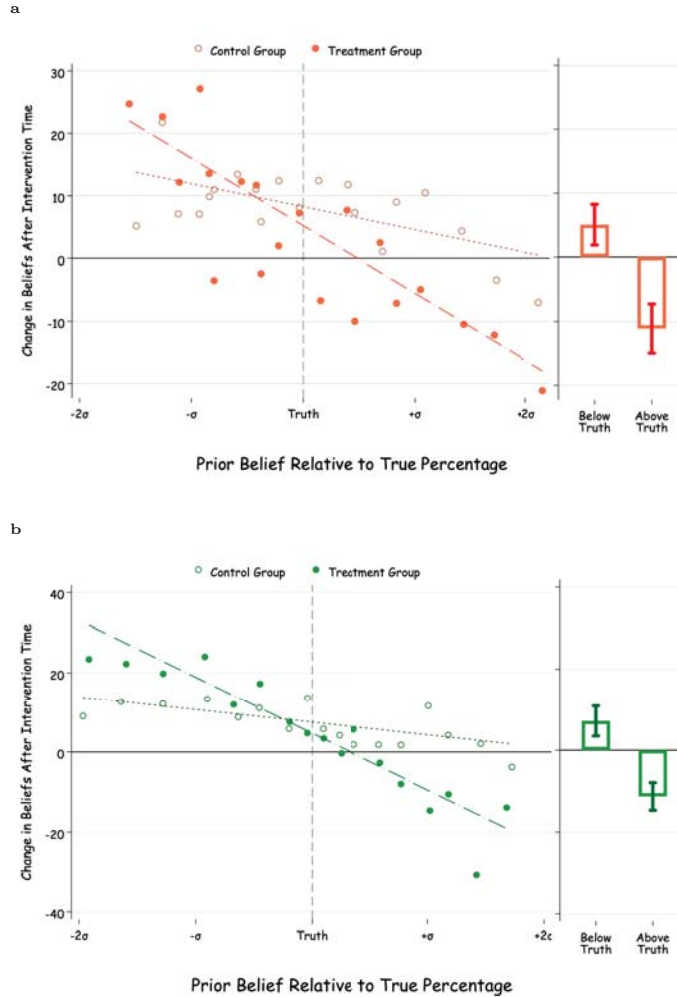 a
Control Group Treatment Group
Change in Beliefs After Intervention Time
30
20
10
0
-10
-20
-2σ -σ Truth +σ +2σ
Below Truth Above Truth
Prior Belief Relative to True Percentage
b
Control Group Treatment Group
Change in Beliefs After Intervention Time
40
20
0
-20
-40
-2σ -σ Truth +σ +2c
Below Truth Above Truth
Prior Belief Relative to True Percentage